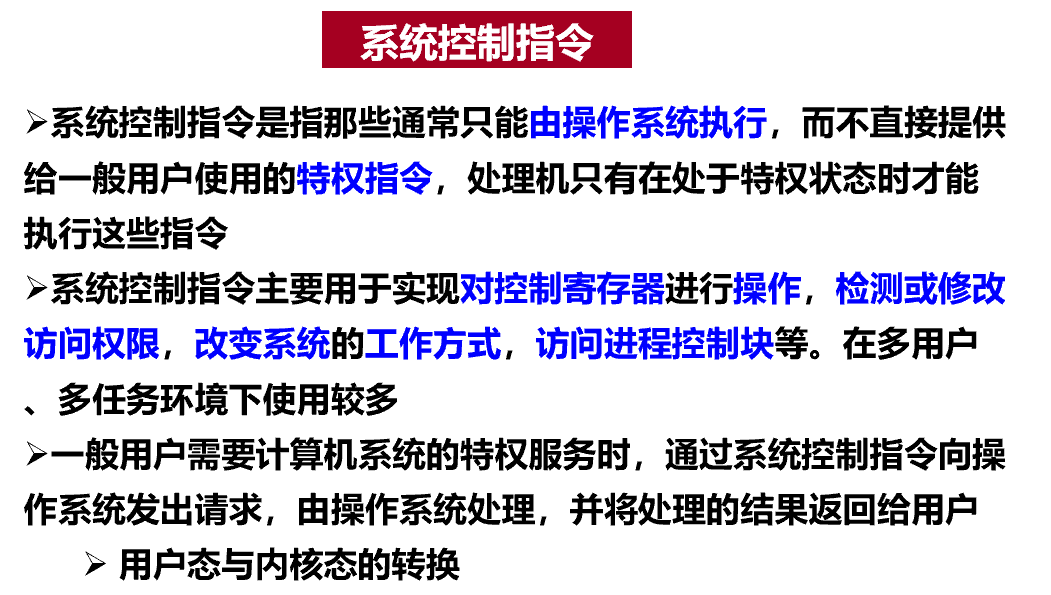 系统控制指令
➢系统控制指令是指那些通常只能由操作系统执行，而不直接提供
给一般用户使用的特权指令，处理机只有在处于特权状态时才能
执行这些指令
➢系统控制指令主要用于实现对控制寄存器进行操作，检测或修改
访问权限，改变系统的工作方式，访问进程控制块等。在多用户
、多任务环境下使用较多
➢一般用户需要计算机系统的特权服务时，通过系统控制指令向操
作系统发出请求，由操作系统处理，并将处理的结果返回给用户
➢ 用户态与内核态的转换